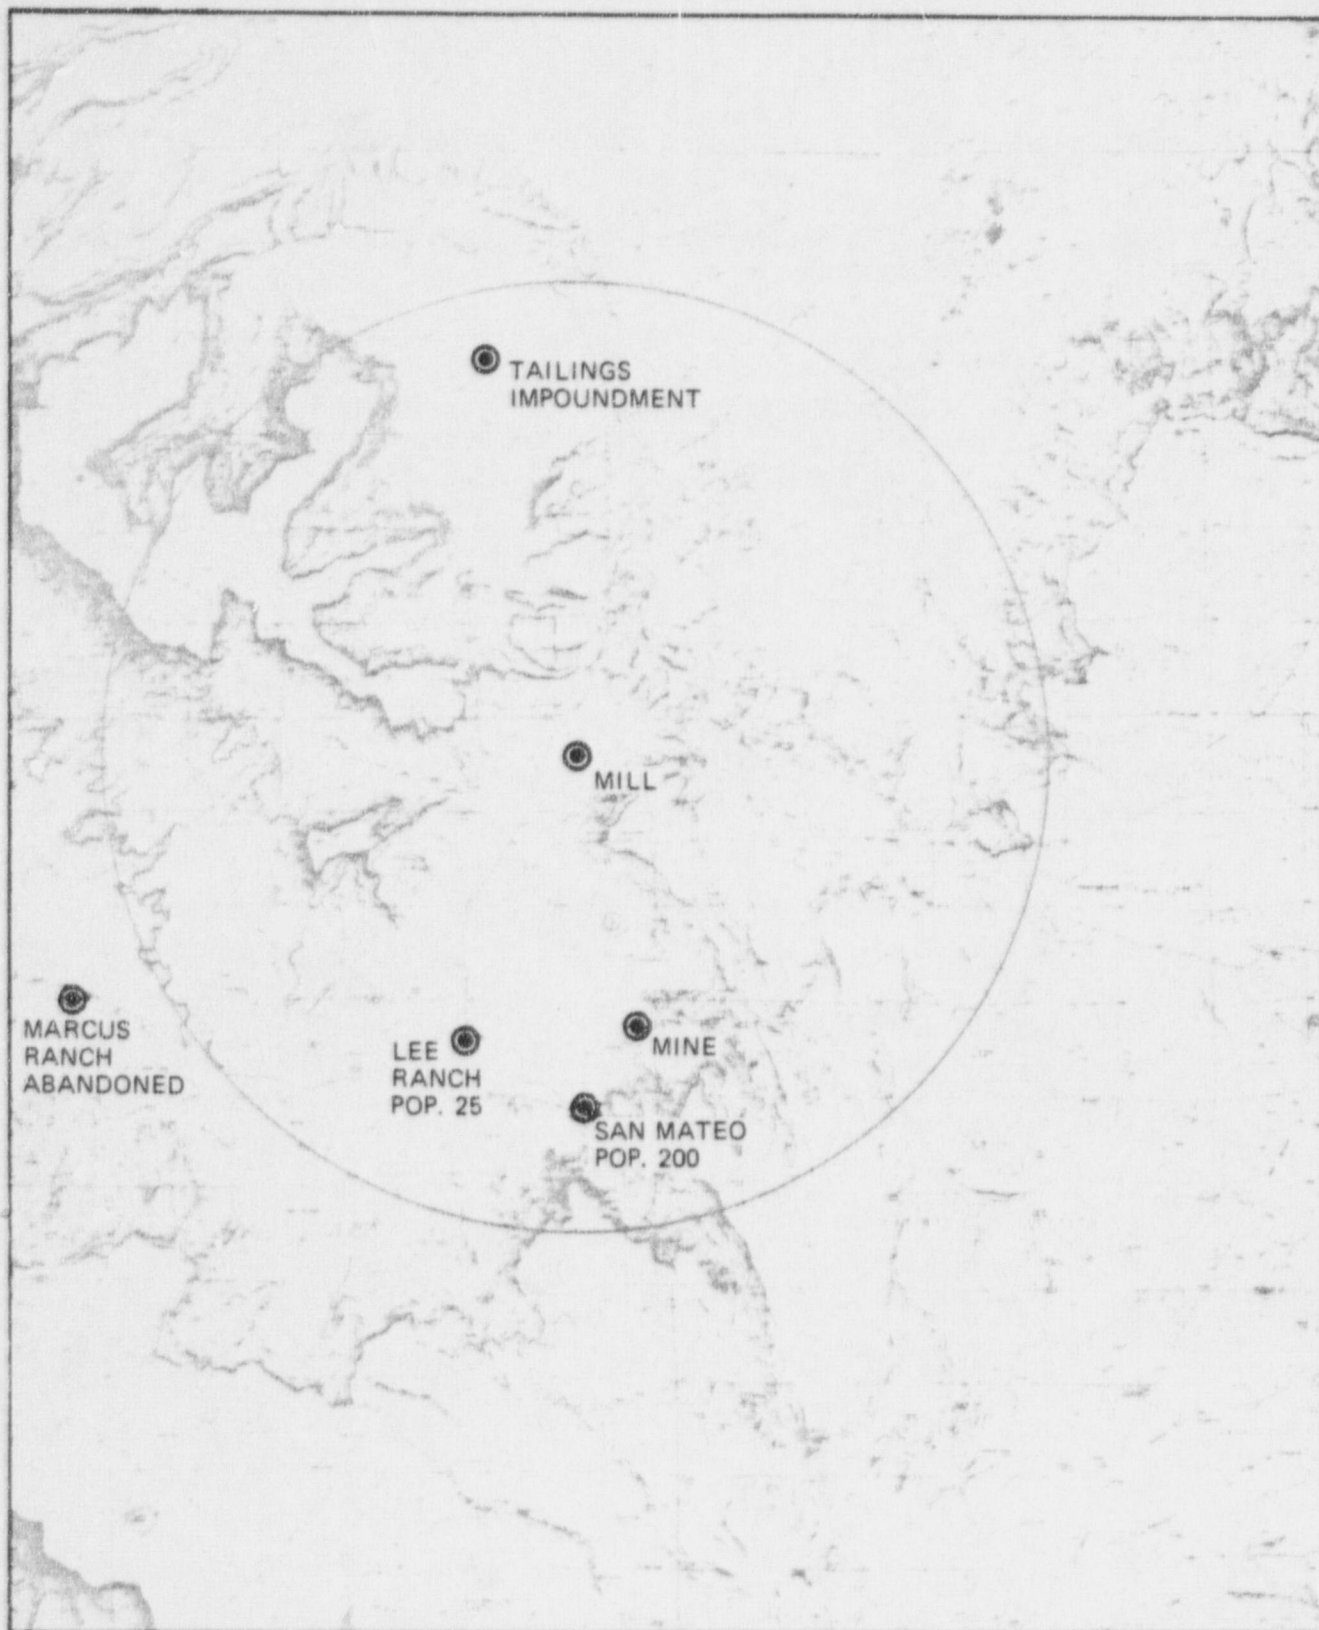 TAILINGS
IMPOUNDMENT
MILL
MARCUS
RANCH
ABANDONED
LEE
RANCH
POP. 25
MINE
SAN MATEO
POP. 200